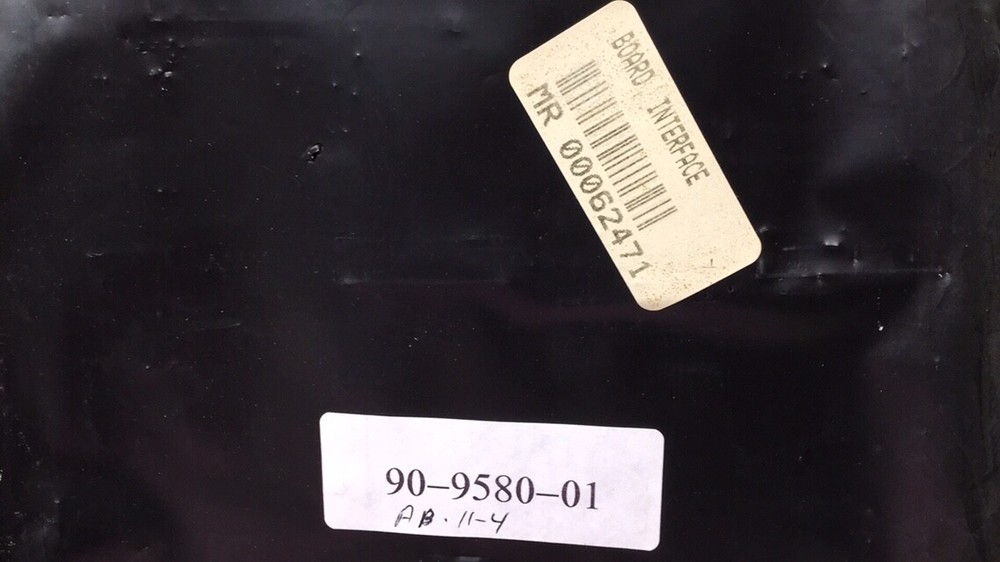 BOARD INTERFACE
MR 00062471
90-9580-01
AB. 11-4